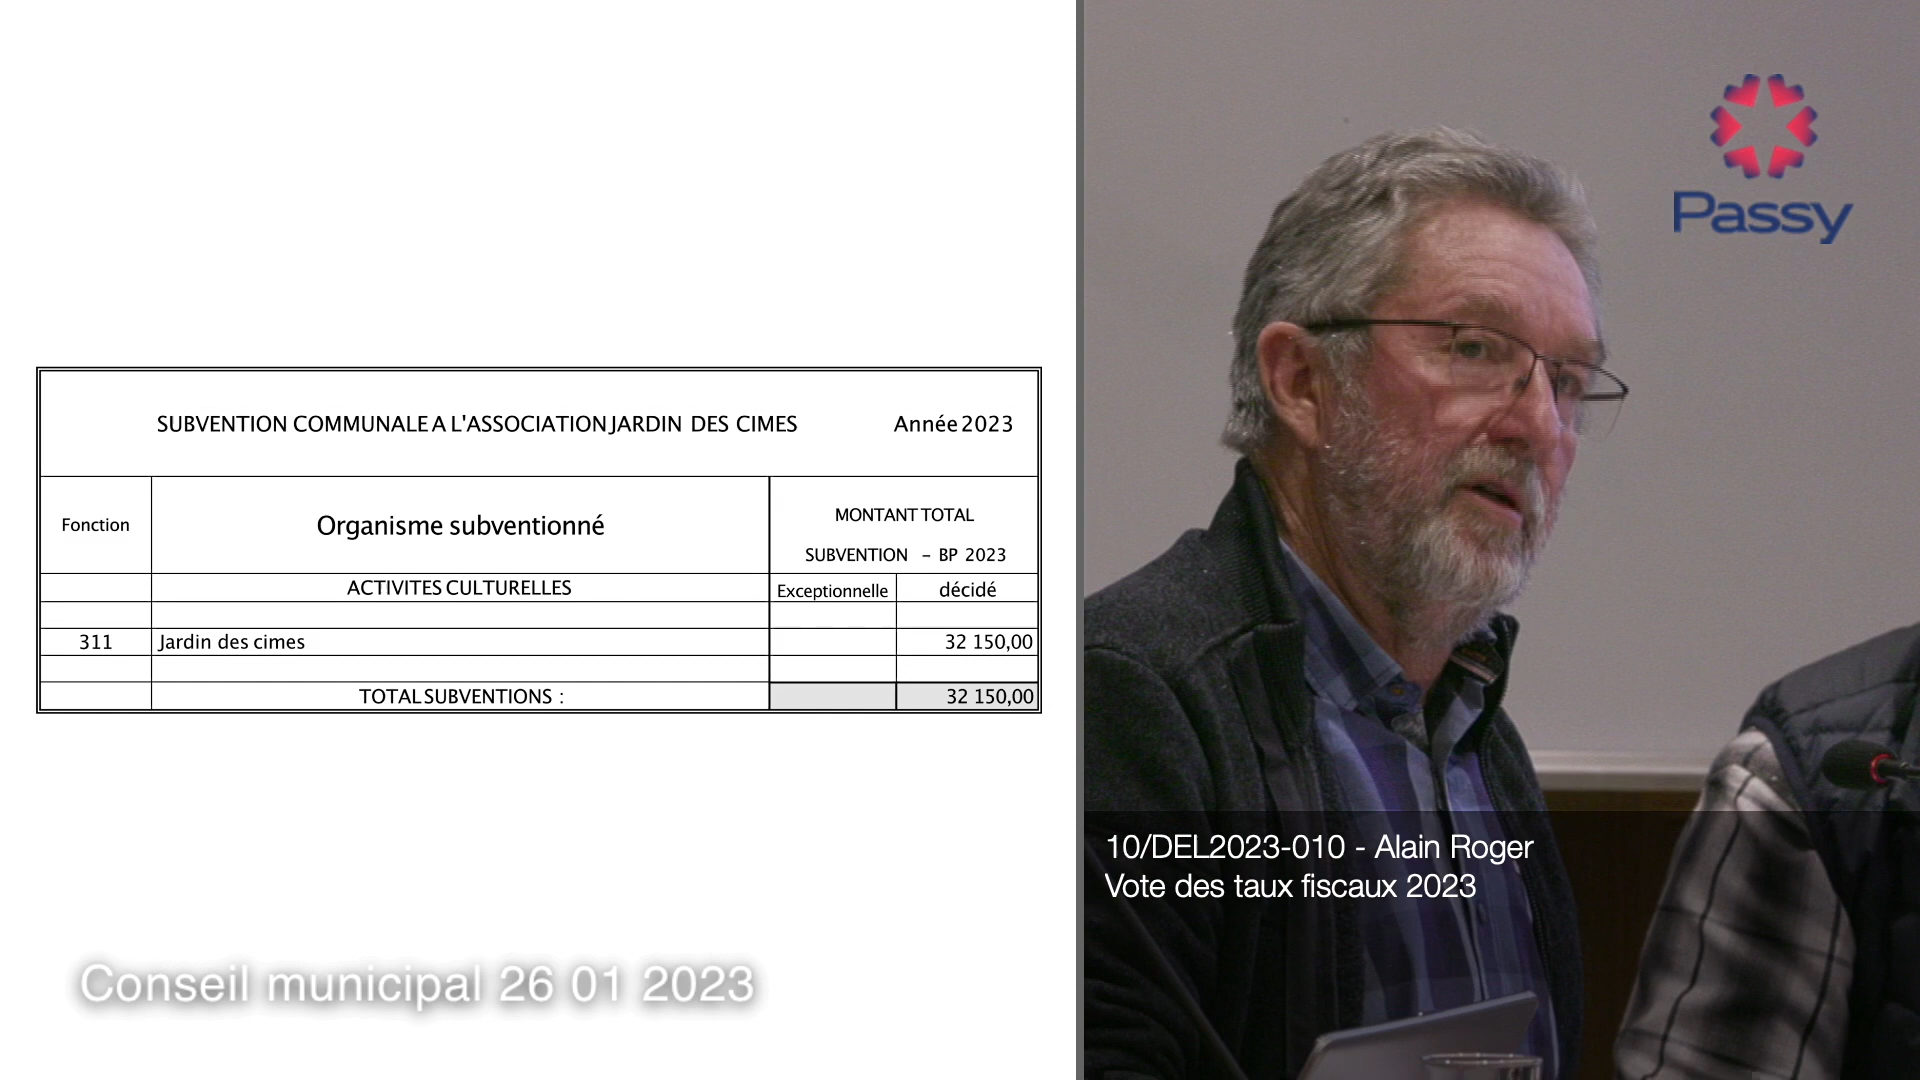 SUBVENTION COMMUNALE A L'ASSOCIATION JARDIN DES CIMES Année 2023
Fonction
Organisme subventionné
MONTANT TOTAL
SUBVENTION - BP 2023
ACTIVITES CULTURELLES
Exceptionnelle
décidé
311 Jardin des cimes 32 150,00
TOTAL SUBVENTIONS : 32 150,00
Conseil municipal 26 01 2023
Passy
10/DEL2023-010 - Alain Roger
Vote des taux fiscaux 2023